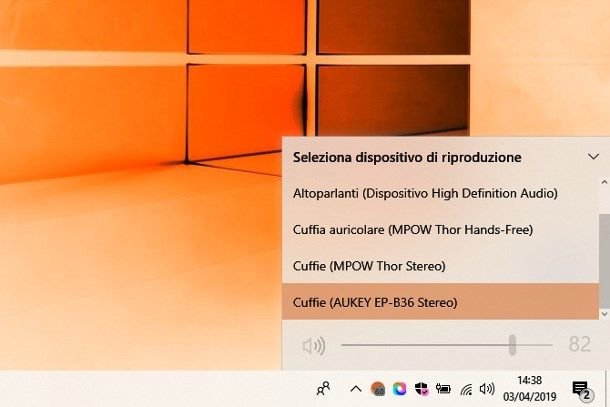 Seleziona dispositivo di riproduzione
Altoparlanti (Dispositivo High Definition Audio)
Cuffia auricolare (MPOW Thor Hands-Free)
Cuffie (MPOW Thor Stereo)
Cuffie (AUKEY EP-B36 Stereo)
82
60
14:38
03/04/2019
2